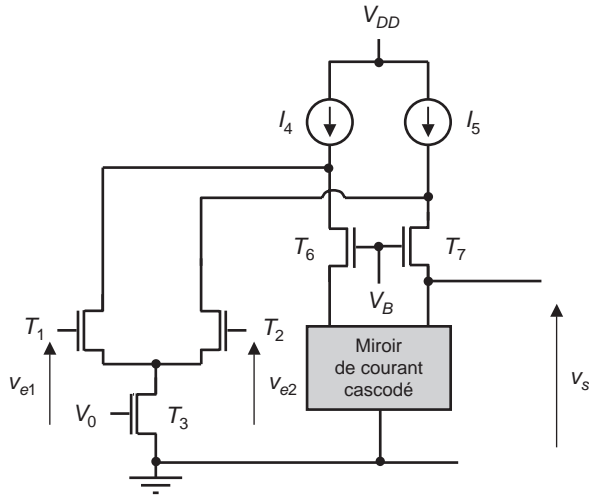 V_DD
I_4
I_5
T_6
T_7
V_B
T_1
T_2
v_e1
v_e2
V_0
T_3
Miroir
de courant
cascodé
v_s